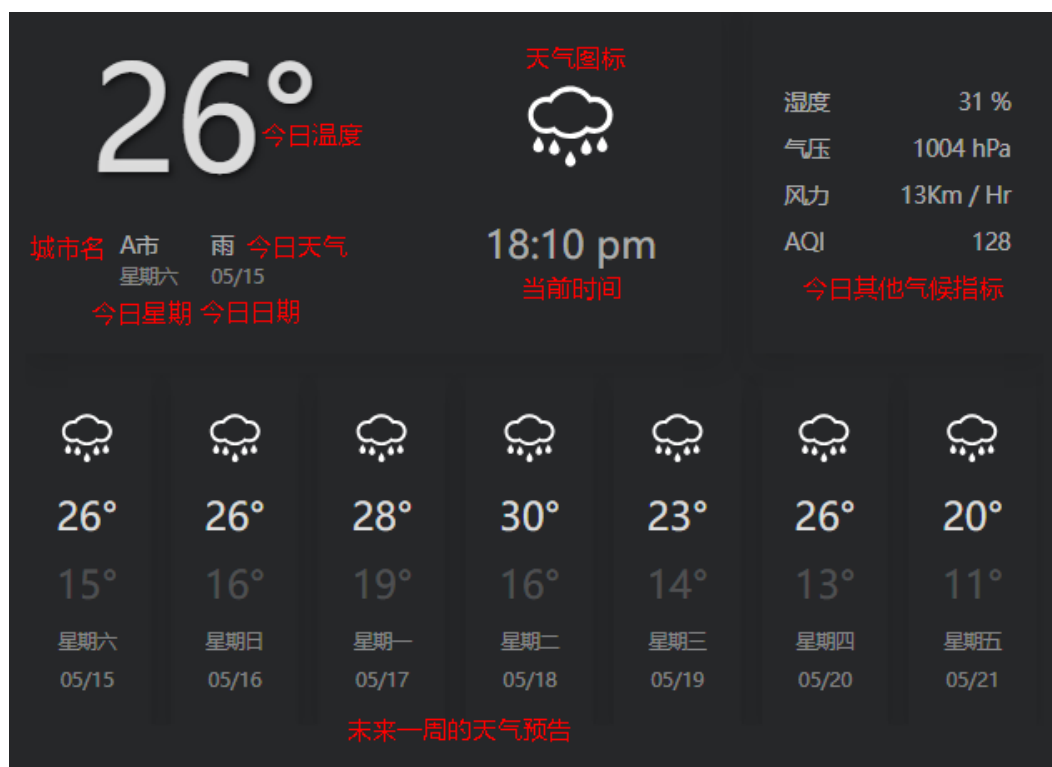 26°
今日温度
天气图标
城市名 A市 雨 今日天气
星期六 05/15
今日星期 今日日期
18:10 pm
当前时间
湿度 31 %
气压 1004 hPa
风力 13Km / Hr
AQI 128
今日其他气候指标
26° 26° 28° 30° 23° 26° 20°
15° 16° 19° 16° 14° 13° 11°
星期六 星期日 星期一 星期二 星期三 星期四 星期五
05/15 05/16 05/17 05/18 05/19 05/20 05/21
未来一周的天气预告